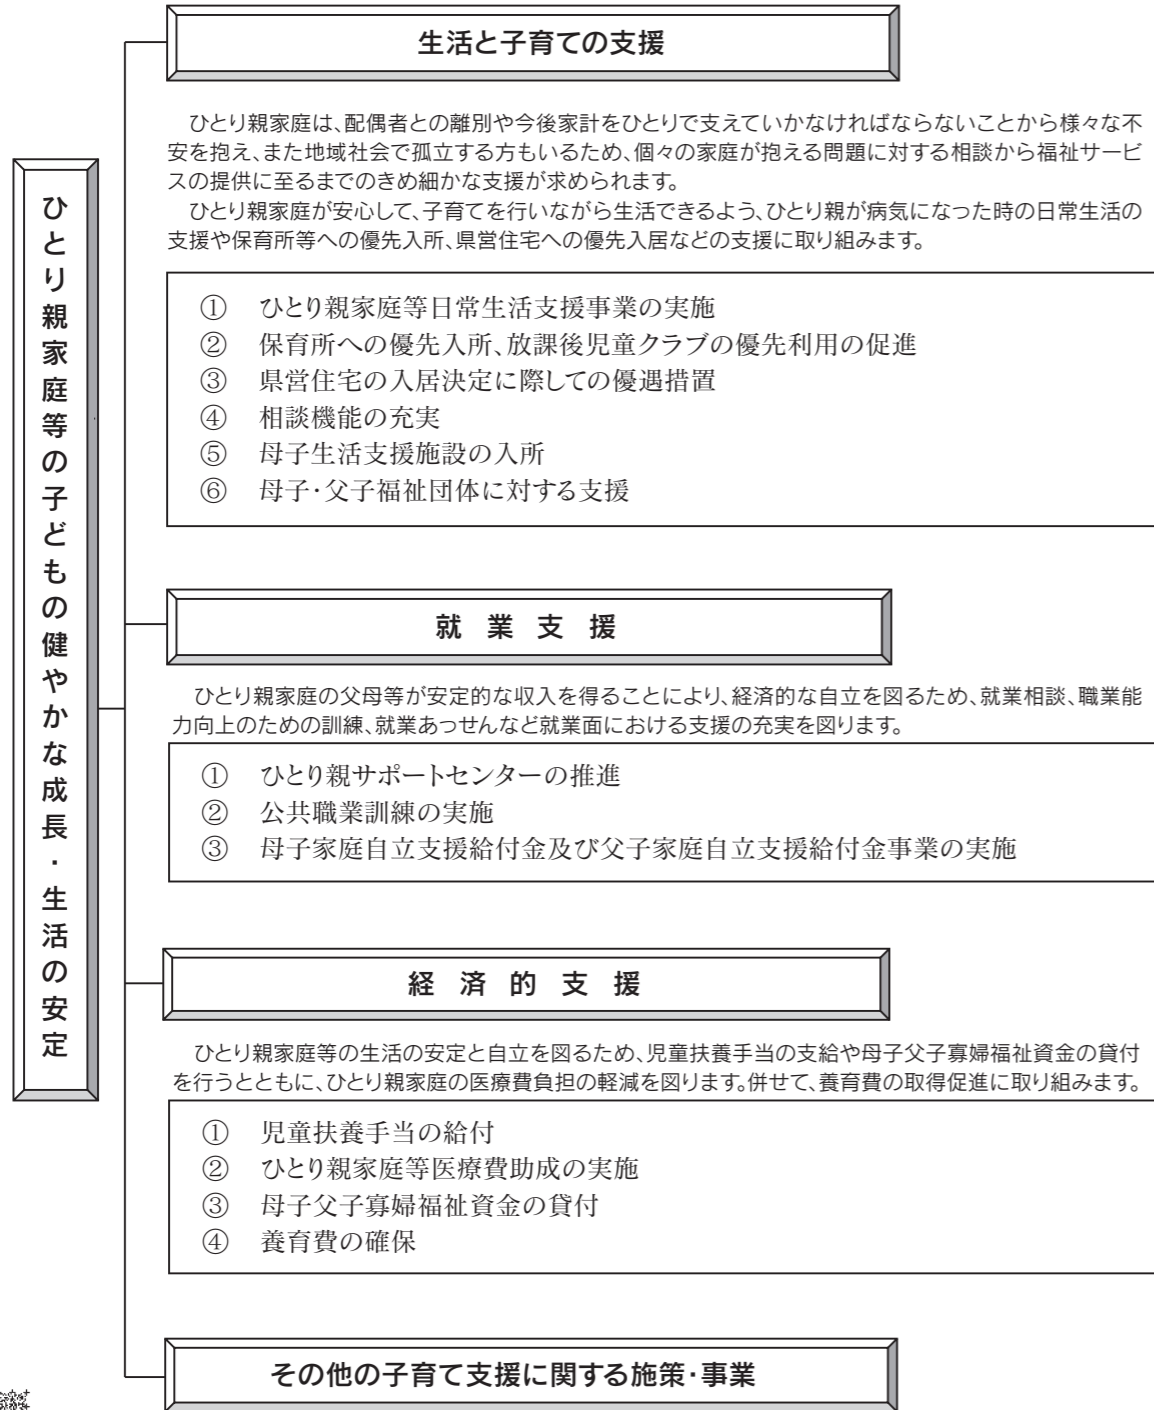 ひとり親家庭等の子どもの健やかな成長・生活の安定
生活と子育ての支援
ひとり親家庭は、配偶者との離別や今後家計をひとりで支えていかなければならないことから様々な不
安を抱え、また地域社会で孤立する方もいるため、個々の家庭が抱える問題に対する相談から福祉サービ
スの提供に至るまでのきめ細かな支援が求められます。
ひとり親家庭が安心して、子育てを行いながら生活できるよう、ひとり親が病気になった時の日常生活の
支援や保育所等への優先入所、県営住宅への優先入居などの支援に取り組みます。
① ひとり親家庭等日常生活支援事業の実施
② 保育所への優先入所、放課後児童クラブの優先利用の促進
③ 県営住宅の入居決定に際しての優遇措置
④ 相談機能の充実
⑤ 母子生活支援施設の入所
⑥ 母子・父子福祉団体に対する支援
就業支援
ひとり親家庭の父母等が安定的な収入を得ることにより、経済的な自立を図るため、就業相談、職業能
力向上のための訓練、就業あっせんなど就業面における支援の充実を図ります。
① ひとり親サポートセンターの推進
② 公共職業訓練の実施
③ 母子家庭自立支援給付金及び父子家庭自立支援給付金事業の実施
経済的支援
ひとり親家庭等の生活の安定と自立を図るため、児童扶養手当の支給や母子父子寡婦福祉資金の貸付
を行うとともに、ひとり親家庭の医療費負担の軽減を図ります。併せて、養育費の取得促進に取り組みます。
① 児童扶養手当の給付
② ひとり親家庭等医療費助成の実施
③ 母子父子寡婦福祉資金の貸付
④ 養育費の確保
その他の子育て支援に関する施策・事業